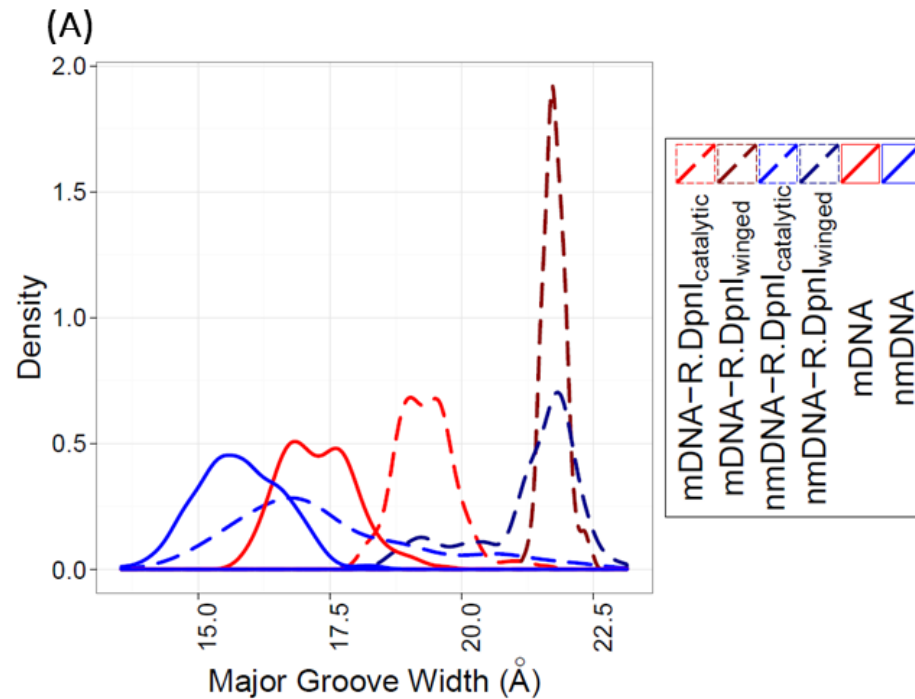 (A)
2.0
1.5
1.0
0.5
0.0
Density
15.0
17.5
20.0
22.5
Major Groove Width (Å)
mDNA−R.DpnIcatalytic
mDNA−R.DpnIwinged
nmDNA−R.DpnIcatalytic
nmDNA−R.DpnIwinged
mDNA
nmDNA